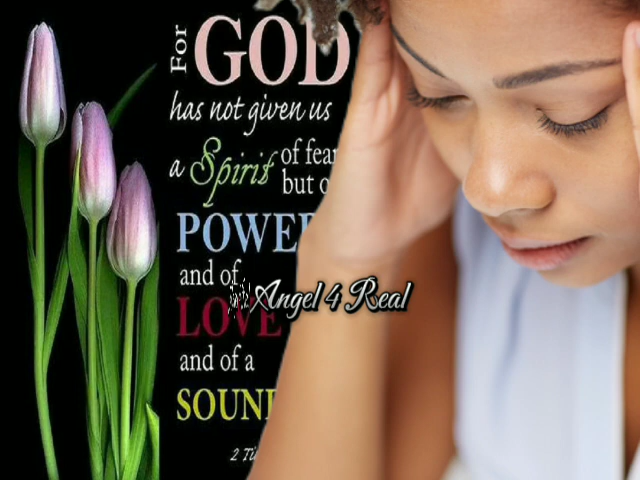 For GOD
has not given us
a Spirit of fear
but o
POWER
and of
Angel 4 Real
LOVE
and of a
SOUN
2 Ti